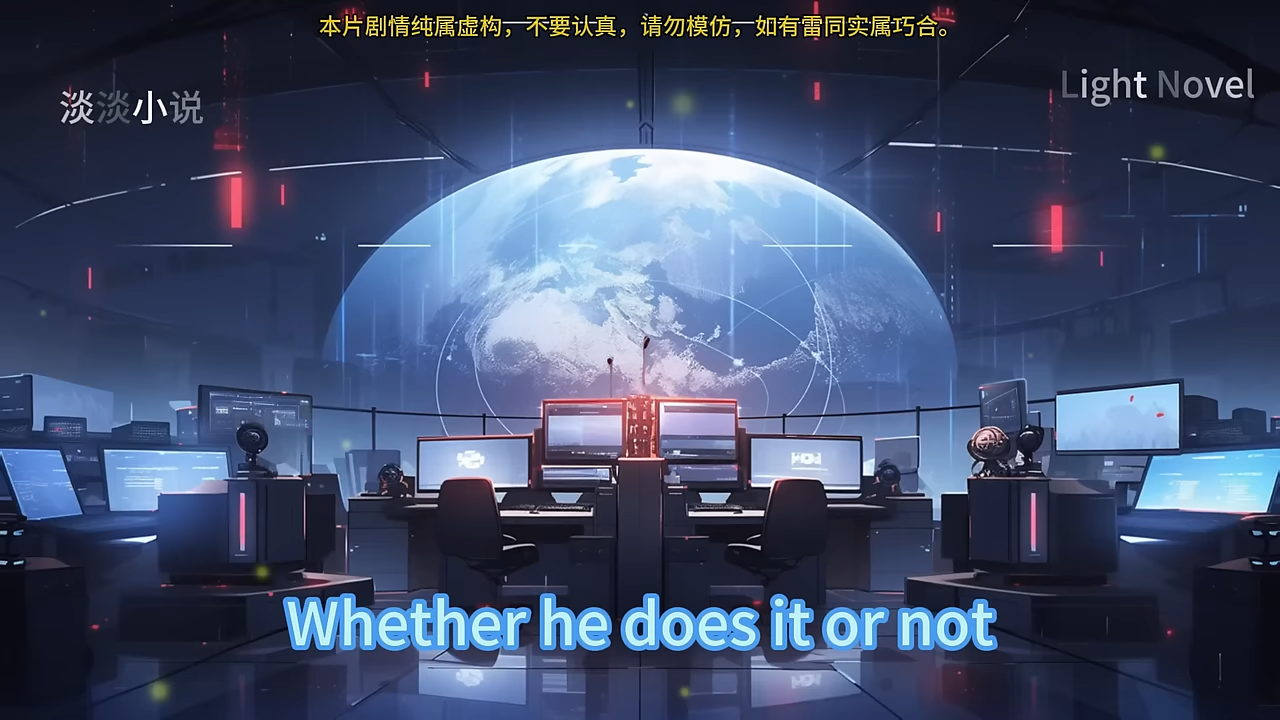 本片剧情纯属虚构，不要认真，请勿模仿，如有雷同实属巧合。
淡淡小说
Light Novel
Whether he does it or not